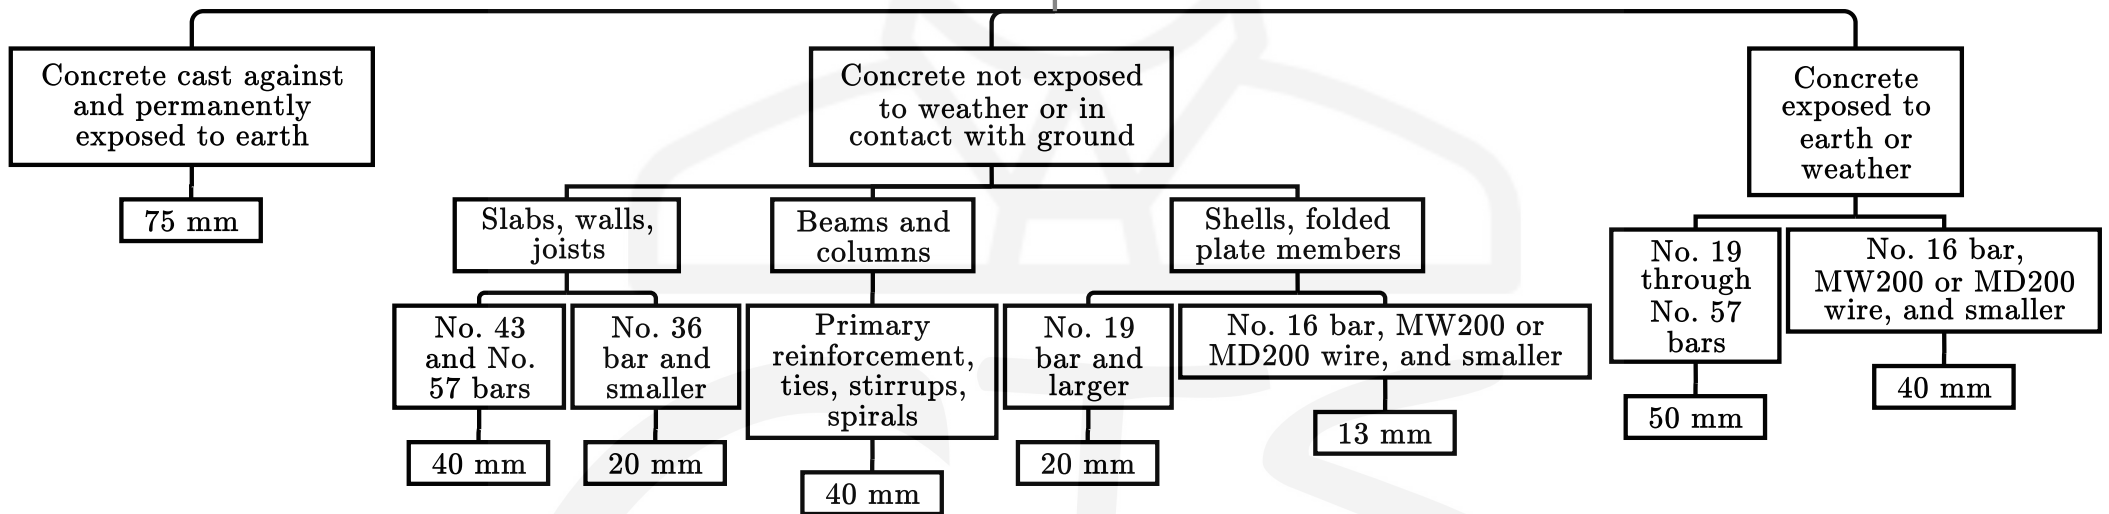 Concrete cast against
and permanently
exposed to earth
75 mm
Concrete not exposed
to weather or in
contact with ground
Slabs, walls,
joists
No. 43
and No.
57 bars
40 mm
No. 36
bar and
smaller
20 mm
Beams and
columns
Primary
reinforcement,
ties, stirrups,
spirals
40 mm
Shells, folded
plate members
No. 19
bar and
larger
20 mm
No. 16 bar, MW200 or
MD200 wire, and smaller
13 mm
Concrete
exposed to
earth or
weather
No. 19
through
No. 57
bars
50 mm
No. 16 bar,
MW200 or MD200
wire, and smaller
40 mm